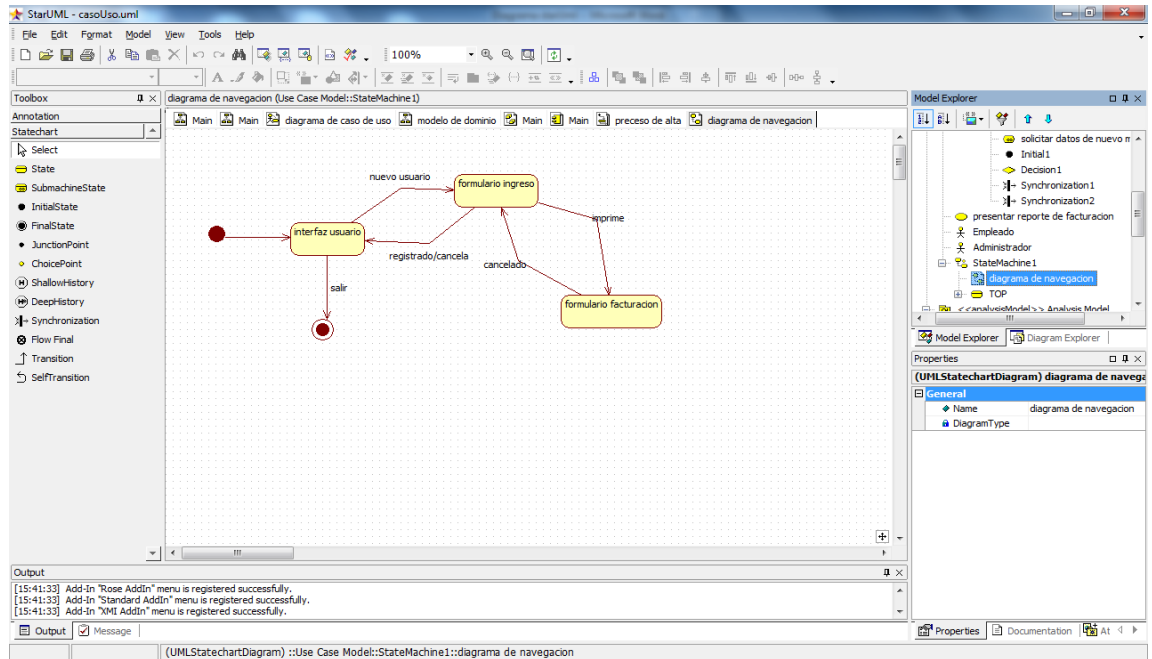 StarUML - casoUso.uml
File Edit Format Model View Tools Help
100%
Toolbox
Annotation
Statechart
Select
State
SubmachineState
InitialState
FinalState
JunctionPoint
ChoicePoint
ShallowHistory
DeepHistory
Synchronization
Flow Final
Transition
SelfTransition
diagrama de navegacion (Use Case Model::StateMachine1)
Main Main diagrama de caso de uso modelo de dominio Main Main preceso de alta diagrama de navegacion
nuevo usuario
formulario ingreso
imprime
interfaz usuario
registrado/cancela
cancelado
salir
formulario facturacion
Model Explorer
solicitar datos de nuevo
Initial1
Decision1
Synchronization1
Synchronization2
presentar reporte de facturacion
Empleado
Administrador
StateMachine1
diagrama de navegacion
TOP
<<analysisModel>> Analysis Model
Model Explorer Diagram Explorer
Properties
(UMLStatechartDiagram) diagrama de navega
General
Name diagrama de navegacion
DiagramType
Properties Documentation At
Output
[15:41:33] Add-In "Rose AddIn" menu is registered successfully.
[15:41:33] Add-In "Standard AddIn" menu is registered successfully.
[15:41:33] Add-In "XMI AddIn" menu is registered successfully.
Output Message
(UMLStatechartDiagram) ::Use Case Model::StateMachine1::diagrama de navegacion